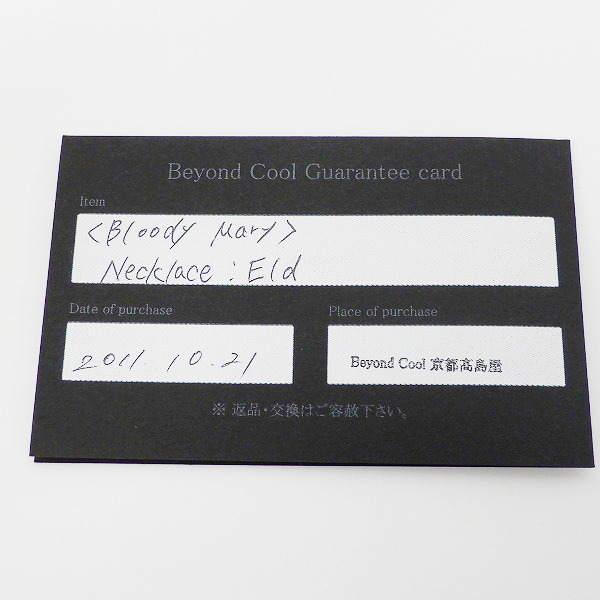 Beyond Cool Guarantee card
Item
<Bloody Mary>
Necklace : Eld
Date of purchase
Place of purchase
2011. 10. 21
Beyond Cool 京都高島屋
※ 返品・交換はご容赦下さい。